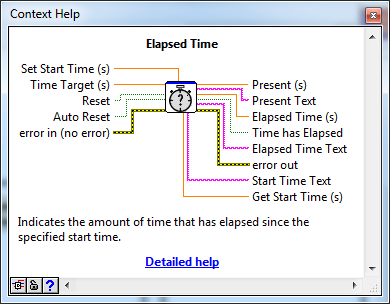 Context Help
Elapsed Time
Set Start Time (s)
Time Target (s)
Reset
Auto Reset
error in (no error)
Present (s)
Present Text
Elapsed Time (s)
Time has Elapsed
Elapsed Time Text
error out
Start Time Text
Get Start Time (s)
?
Indicates the amount of time that has elapsed since the
specified start time.
Detailed help
?